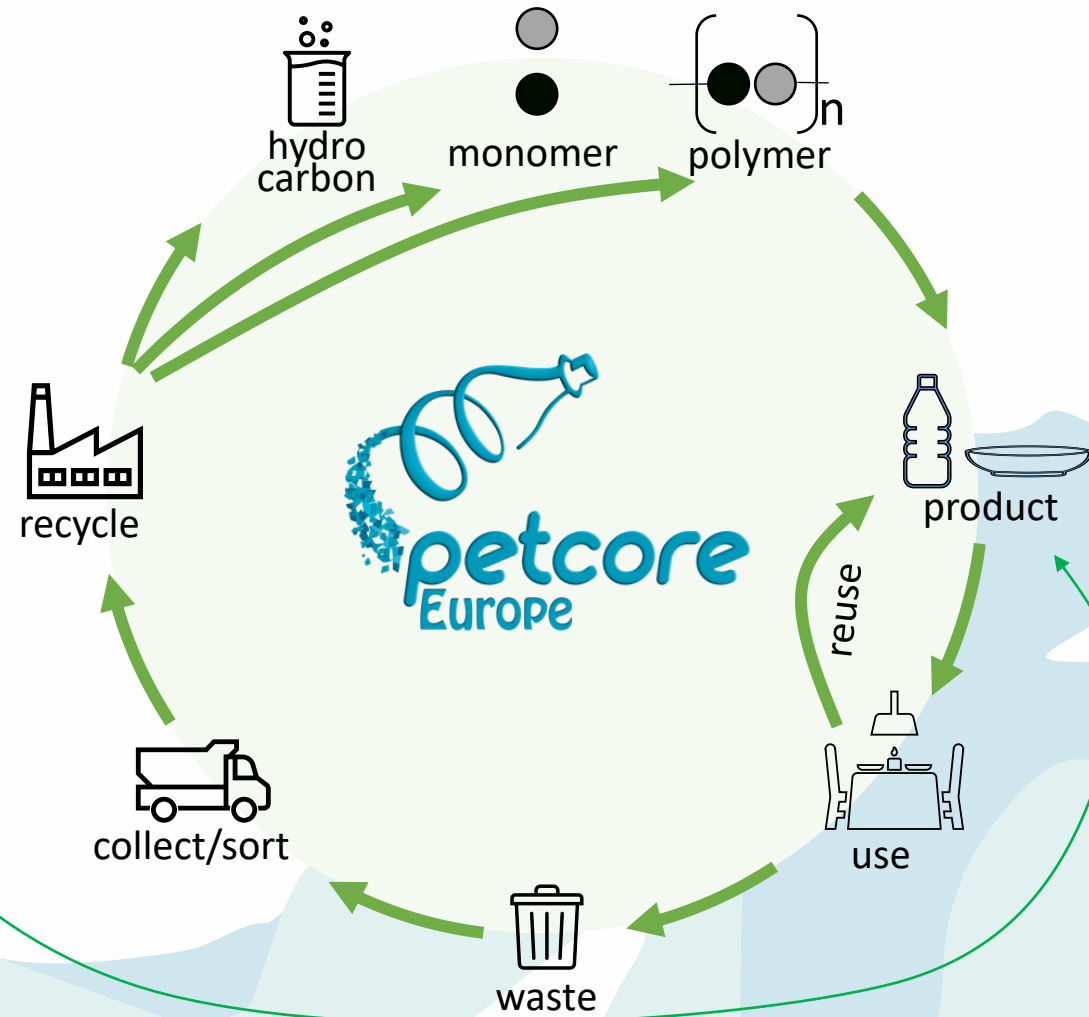 hydro
carbon
monomer
polymer
n
recycle
petcore
Europe
product
reuse
collect/sort
use
waste